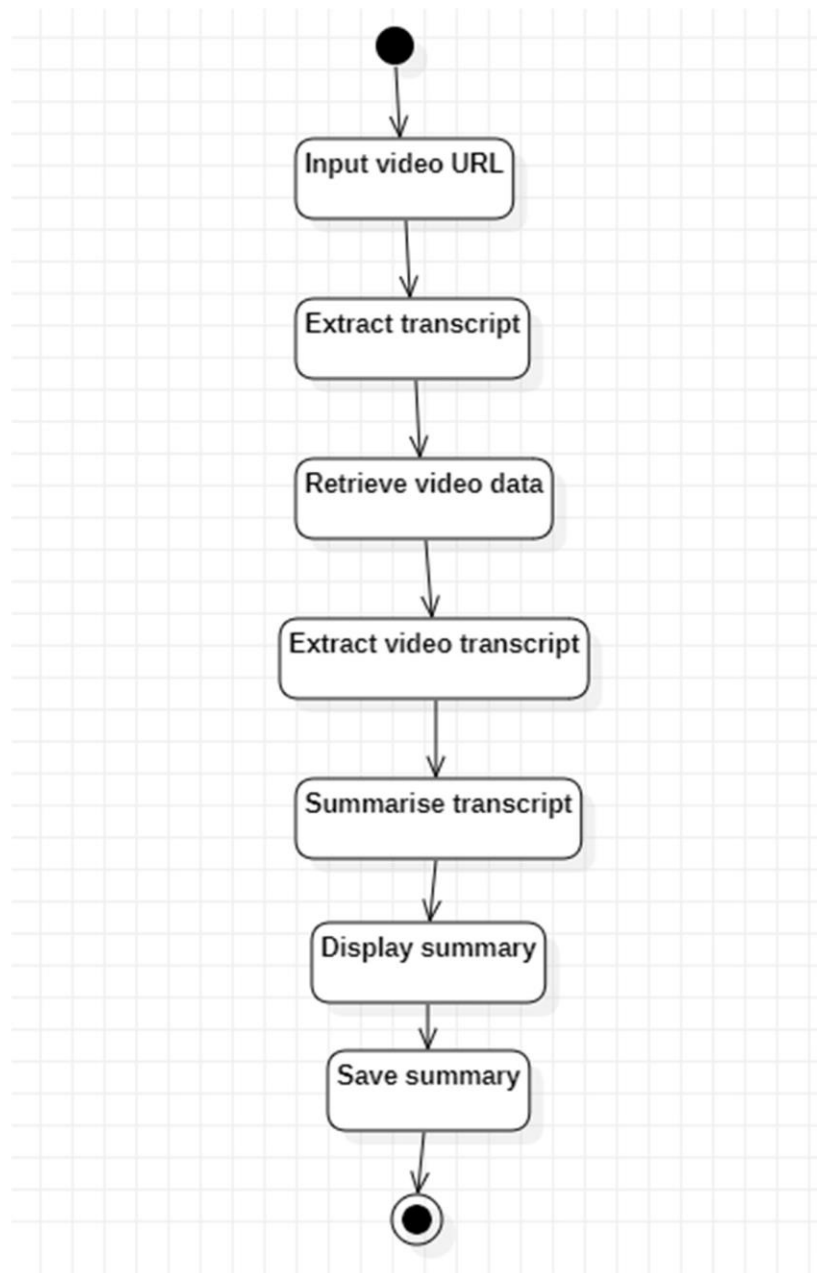 Input video URL
Extract transcript
Retrieve video data
Extract video transcript
Summarise transcript
Display summary
Save summary